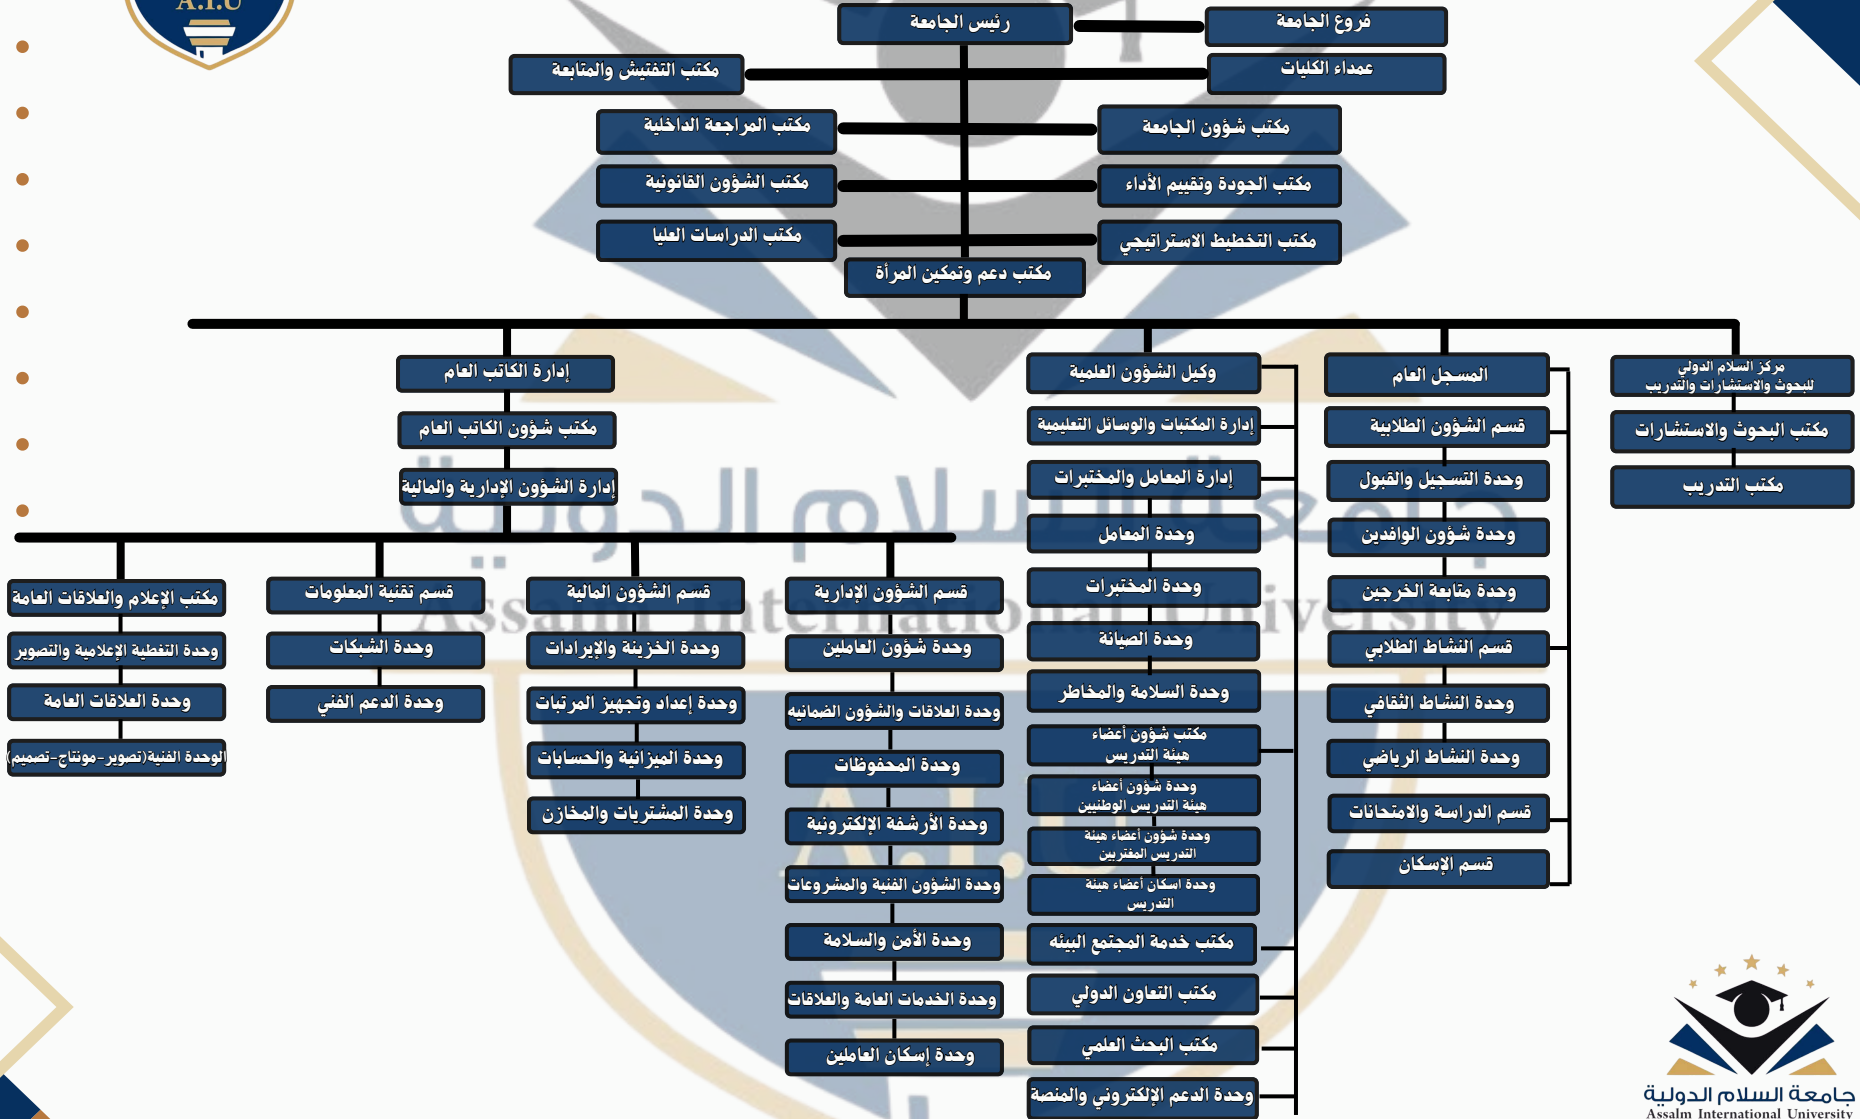 A.I.U
رئيس الجامعة
فروع الجامعة
عمداء الكليات
مكتب التفتيش والمتابعة
مكتب شؤون الجامعة
مكتب المراجعة الداخلية
مكتب الجودة وتقييم الأداء
مكتب الشؤون القانونية
مكتب التخطيط الاستراتيجي
مكتب الدراسات العليا
مكتب دعم وتمكين المرأة
مركز السلام الدولي
للبحوث والاستشارات والتدريب
مكتب البحوث والاستشارات
مكتب التدريب
المسجل العام
قسم الشؤون الطلابية
وحدة التسجيل والقبول
وحدة شؤون الوافدين
وحدة متابعة الخرجين
قسم النشاط الطلابي
وحدة النشاط الثقافي
وحدة النشاط الرياضي
قسم الدراسة والامتحانات
قسم الإسكان
وكيل الشؤون العلمية
إدارة المكتبات والوسائل التعليمية
إدارة المعامل والمختبرات
وحدة المعامل
وحدة المختبرات
وحدة الصيانة
وحدة السلامة والمخاطر
مكتب شؤون أعضاء
هيئة التدريس
وحدة شؤون أعضاء
هيئة التدريس الوطنيين
وحدة شؤون أعضاء هيئة
التدريس المغتربين
وحدة اسكان أعضاء هيئة
التدريس
مكتب خدمة المجتمع البيئه
مكتب التعاون الدولي
مكتب البحث العلمي
وحدة الدعم الإلكتروني والمنصة
إدارة الكاتب العام
مكتب شؤون الكاتب العام
إدارة الشؤون الإدارية والمالية
قسم الشؤون الإدارية
وحدة شؤون العاملين
وحدة العلاقات والشؤون الضمانيه
وحدة المحفوظات
وحدة الأرشفة الإلكترونية
وحدة الشؤون الفنية والمشروعات
وحدة الأمن والسلامة
وحدة الخدمات العامة والعلاقات
وحدة إسكان العاملين
قسم الشؤون المالية
وحدة الخزينة والإيرادات
وحدة إعداد وتجهيز المرتبات
وحدة الميزانية والحسابات
وحدة المشتريات والمخازن
قسم تقنية المعلومات
وحدة الشبكات
وحدة الدعم الفني
مكتب الإعلام والعلاقات العامة
وحدة التغطية الإعلامية والتصوير
وحدة العلاقات العامة
الوحدة الفنية(تصوير-مونتاج-تصميم)
جامعة السلام الدولية
Assalm International University
A.I.U
جامعة السلام الدولية
Assalm International University